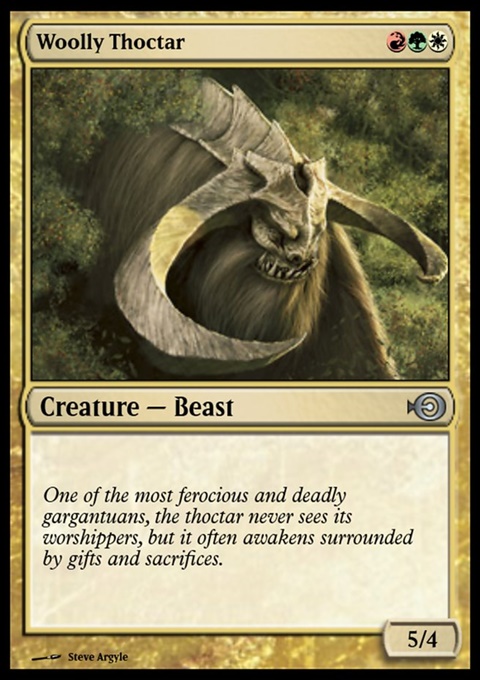 Woolly Thoctar
Creature — Beast
One of the most ferocious and deadly
gargantuans, the thoctar never sees its
worshippers, but it often awakens surrounded
by gifts and sacrifices.
5/4
Steve Argyle